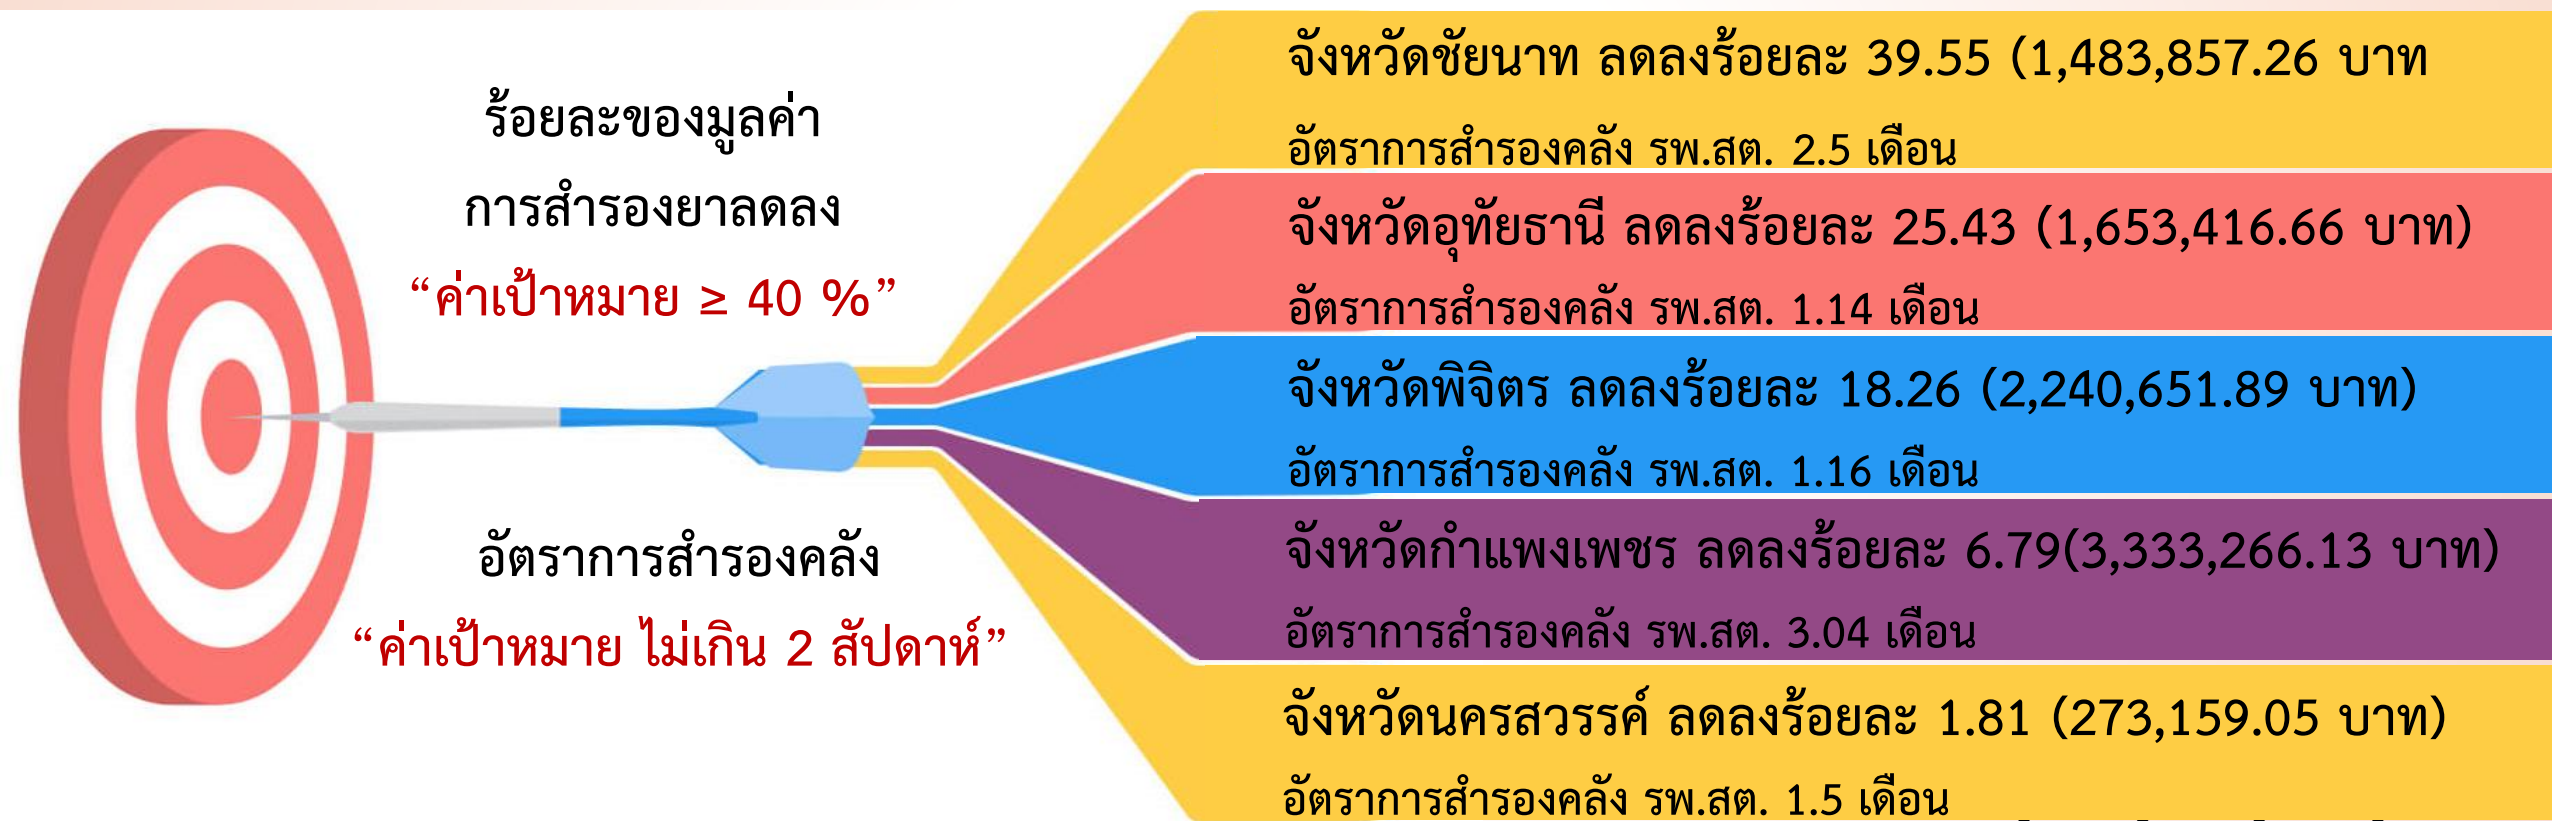 ร้อยละของมูลค่า
การสำรองยาลดลง
“ค่าเป้าหมาย ≥ 40 %”
อัตราการสำรองคลัง
“ค่าเป้าหมาย ไม่เกิน 2 สัปดาห์”
จังหวัดชัยนาท ลดลงร้อยละ 39.55 (1,483,857.26 บาท
อัตราการสำรองคลัง รพ.สต. 2.5 เดือน
จังหวัดอุทัยธานี ลดลงร้อยละ 25.43 (1,653,416.66 บาท)
อัตราการสำรองคลัง รพ.สต. 1.14 เดือน
จังหวัดพิจิตร ลดลงร้อยละ 18.26 (2,240,651.89 บาท)
อัตราการสำรองคลัง รพ.สต. 1.16 เดือน
จังหวัดกำแพงเพชร ลดลงร้อยละ 6.79(3,333,266.13 บาท)
อัตราการสำรองคลัง รพ.สต. 3.04 เดือน
จังหวัดนครสวรรค์ ลดลงร้อยละ 1.81 (273,159.05 บาท)
อัตราการสำรองคลัง รพ.สต. 1.5 เดือน